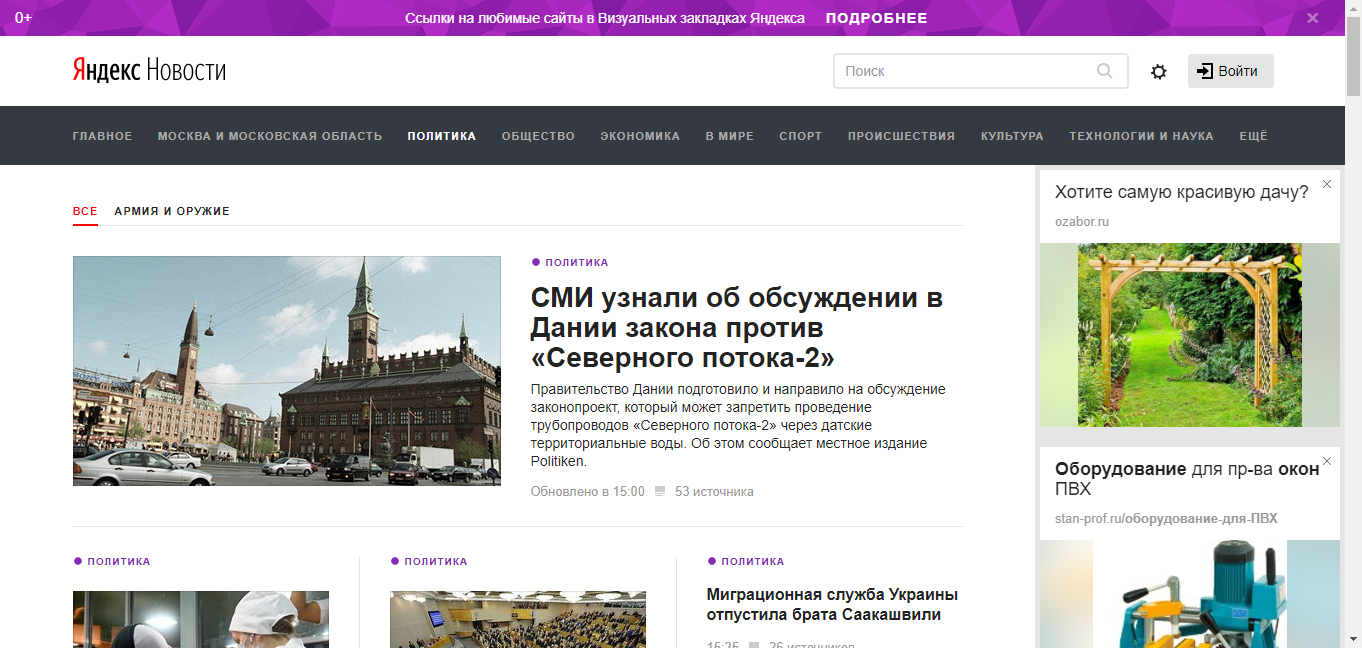 0+
Ссылки на любимые сайты в Визуальных закладках Яндекса ПОДРОБНЕЕ
Яндекс Новости
Поиск
Войти
ГЛАВНОЕ МОСКВА И МОСКОВСКАЯ ОБЛАСТЬ ПОЛИТИКА ОБЩЕСТВО ЭКОНОМИКА В МИРЕ СПОРТ ПРОИСШЕСТВИЯ КУЛЬТУРА ТЕХНОЛОГИИ И НАУКА ЕЩЁ
ВСЕ АРМИЯ И ОРУЖИЕ
ПОЛИТИКА
СМИ узнали об обсуждении в
Дании закона против
«Северного потока-2»
Правительство Дании подготовило и направило на обсуждение
законопроект, который может запретить проведение
трубопроводов «Северного потока-2» через датские
территориальные воды. Об этом сообщает местное издание
Politiken.
Обновлено в 15:00 53 источника
ПОЛИТИКА
ПОЛИТИКА
ПОЛИТИКА
Миграционная служба Украины
отпустила брата Саакашвили
15:25 26 источников
Хотите самую красивую дачу?
ozabor.ru
Оборудование для пр-ва окон
ПВХ
stan-prof.ru/оборудование-для-ПВХ